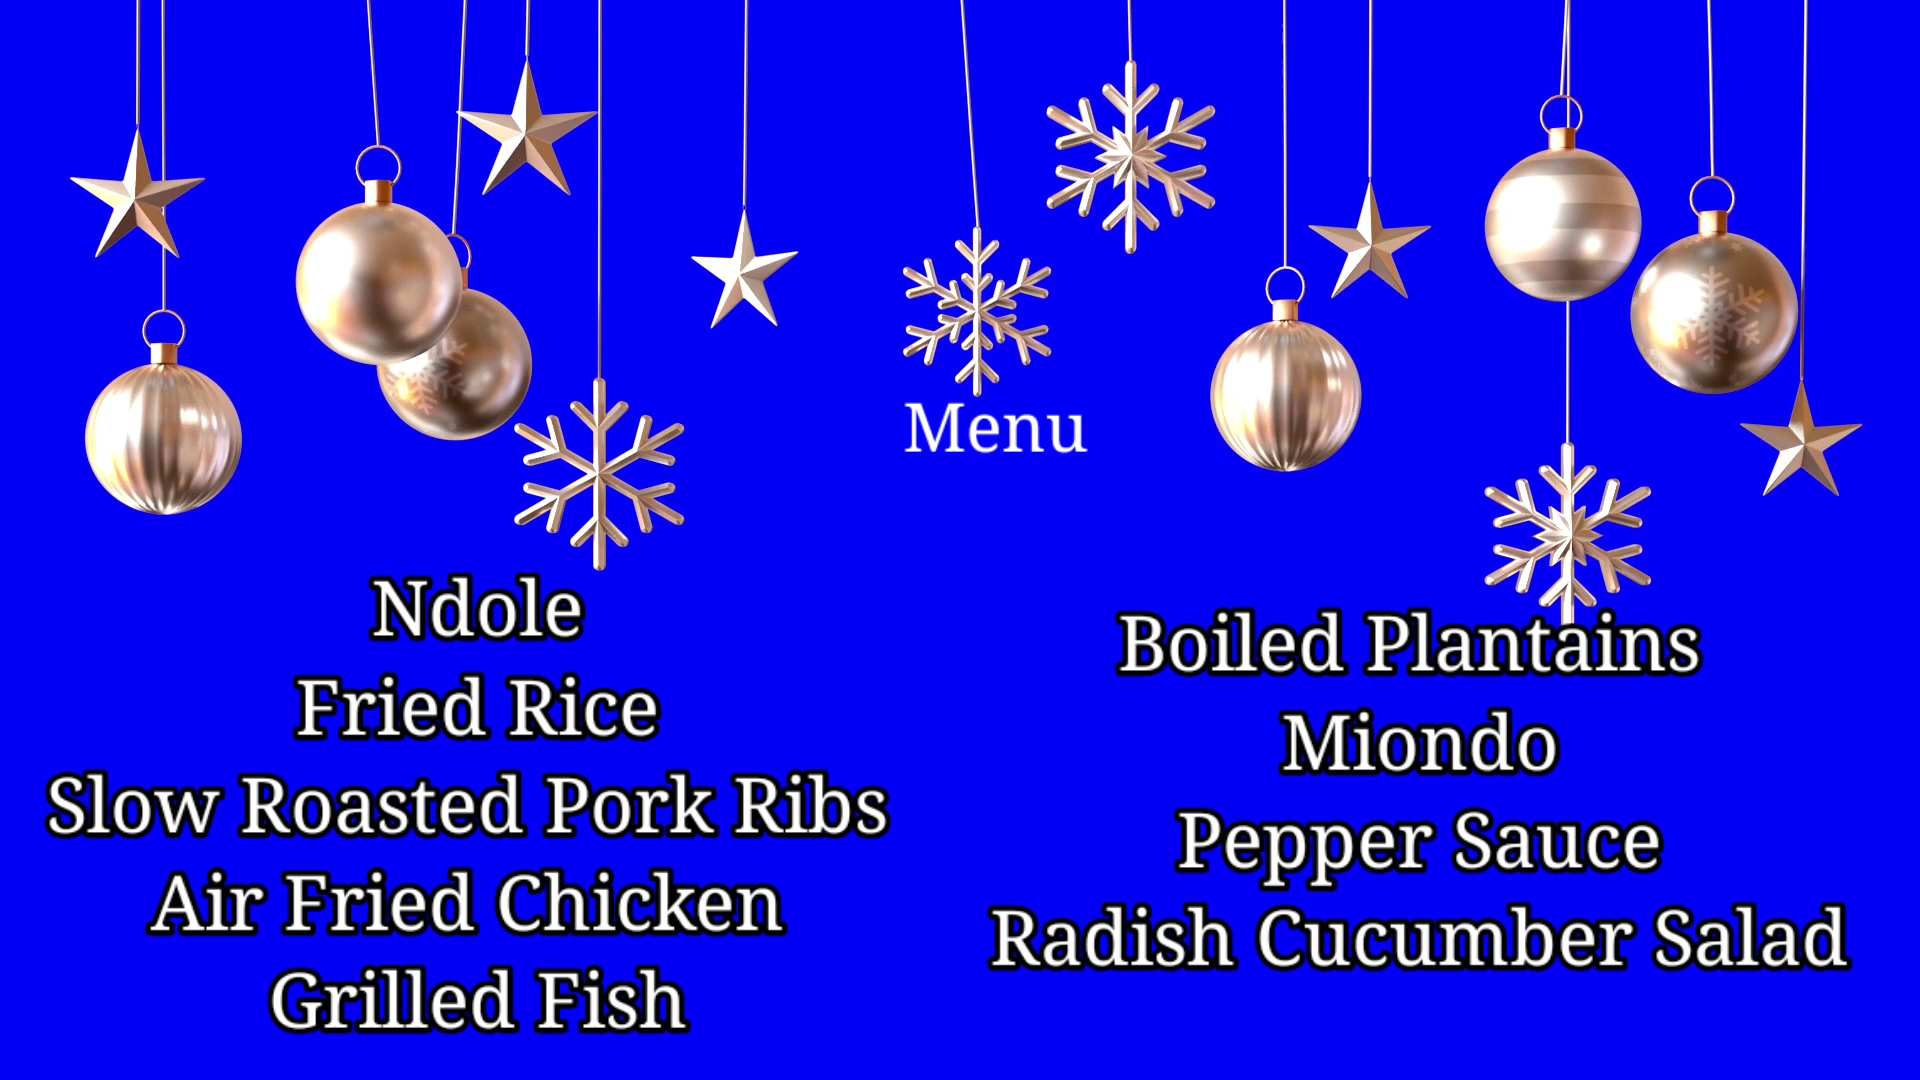 Menu
Ndole
Fried Rice
Slow Roasted Pork Ribs
Air Fried Chicken
Grilled Fish
Boiled Plantains
Miondo
Pepper Sauce
Radish Cucumber Salad